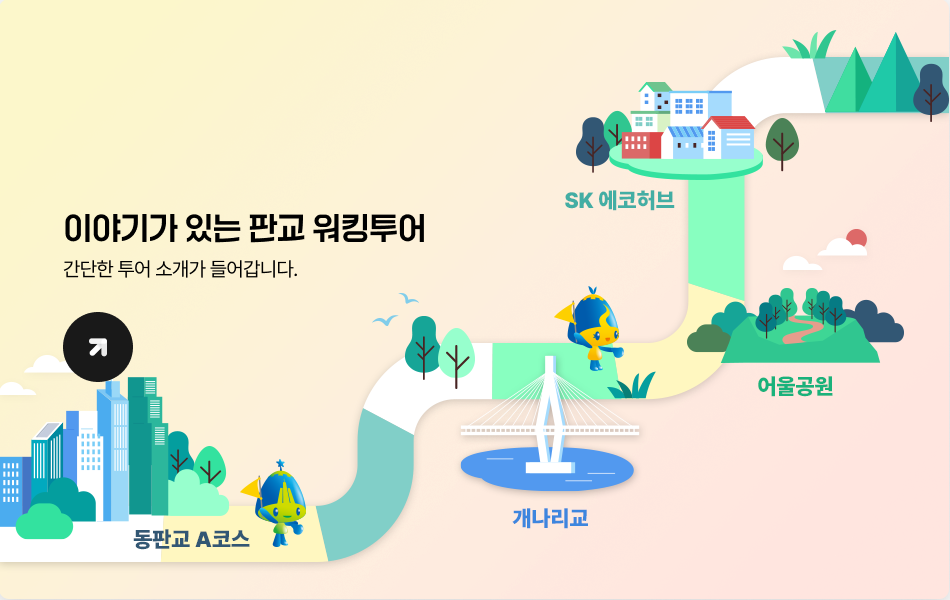 이야기가 있는 판교 워킹투어
간단한 투어 소개가 들어갑니다.
SK 에코허브
어울공원
개나리교
동판교 A코스